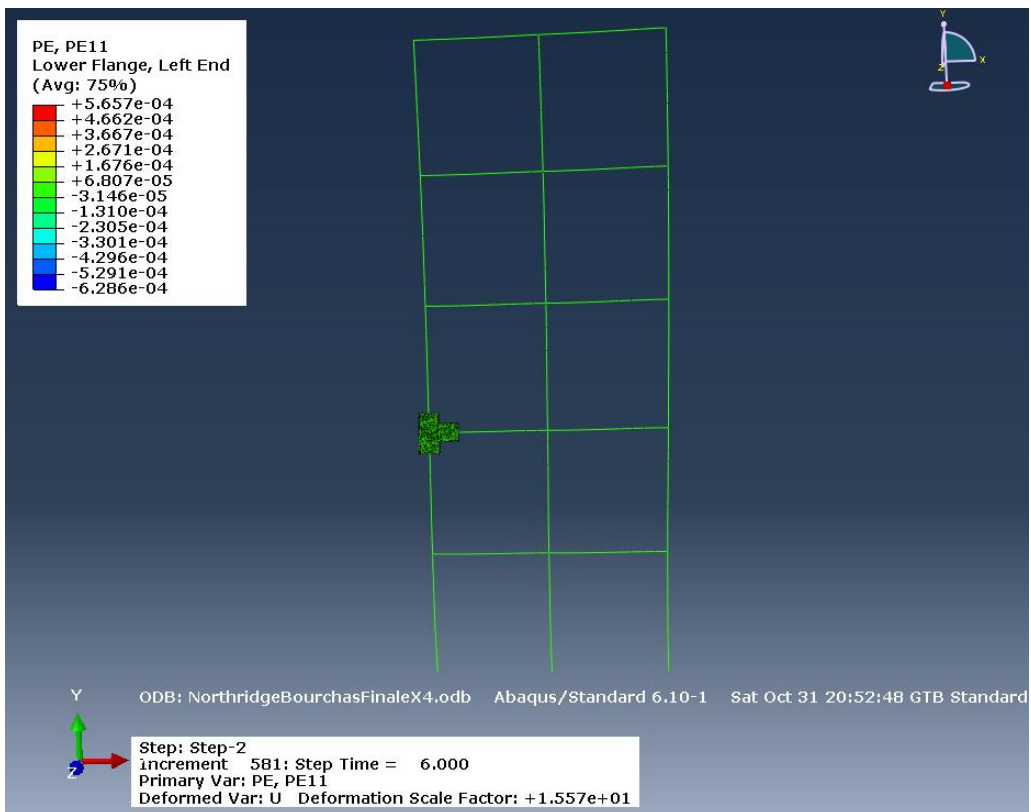 PE, PE11
Lower Flange, Left End
(Avg: 75%)
+5.657e-04
+4.662e-04
+3.667e-04
+2.671e-04
+1.676e-04
+6.807e-05
-3.146e-05
-1.310e-04
-2.305e-04
-3.301e-04
-4.296e-04
-5.291e-04
-6.286e-04
Y
X
Z
Y
Z
ODB: NorthridgeBourchasFinaleX4.odb Abaqus/Standard 6.10-1 Sat Oct 31 20:52:48 GTB Standard
Step: Step-2
Increment 581: Step Time = 6.000
Primary Var: PE, PE11
Deformed Var: U Deformation Scale Factor: +1.557e+01